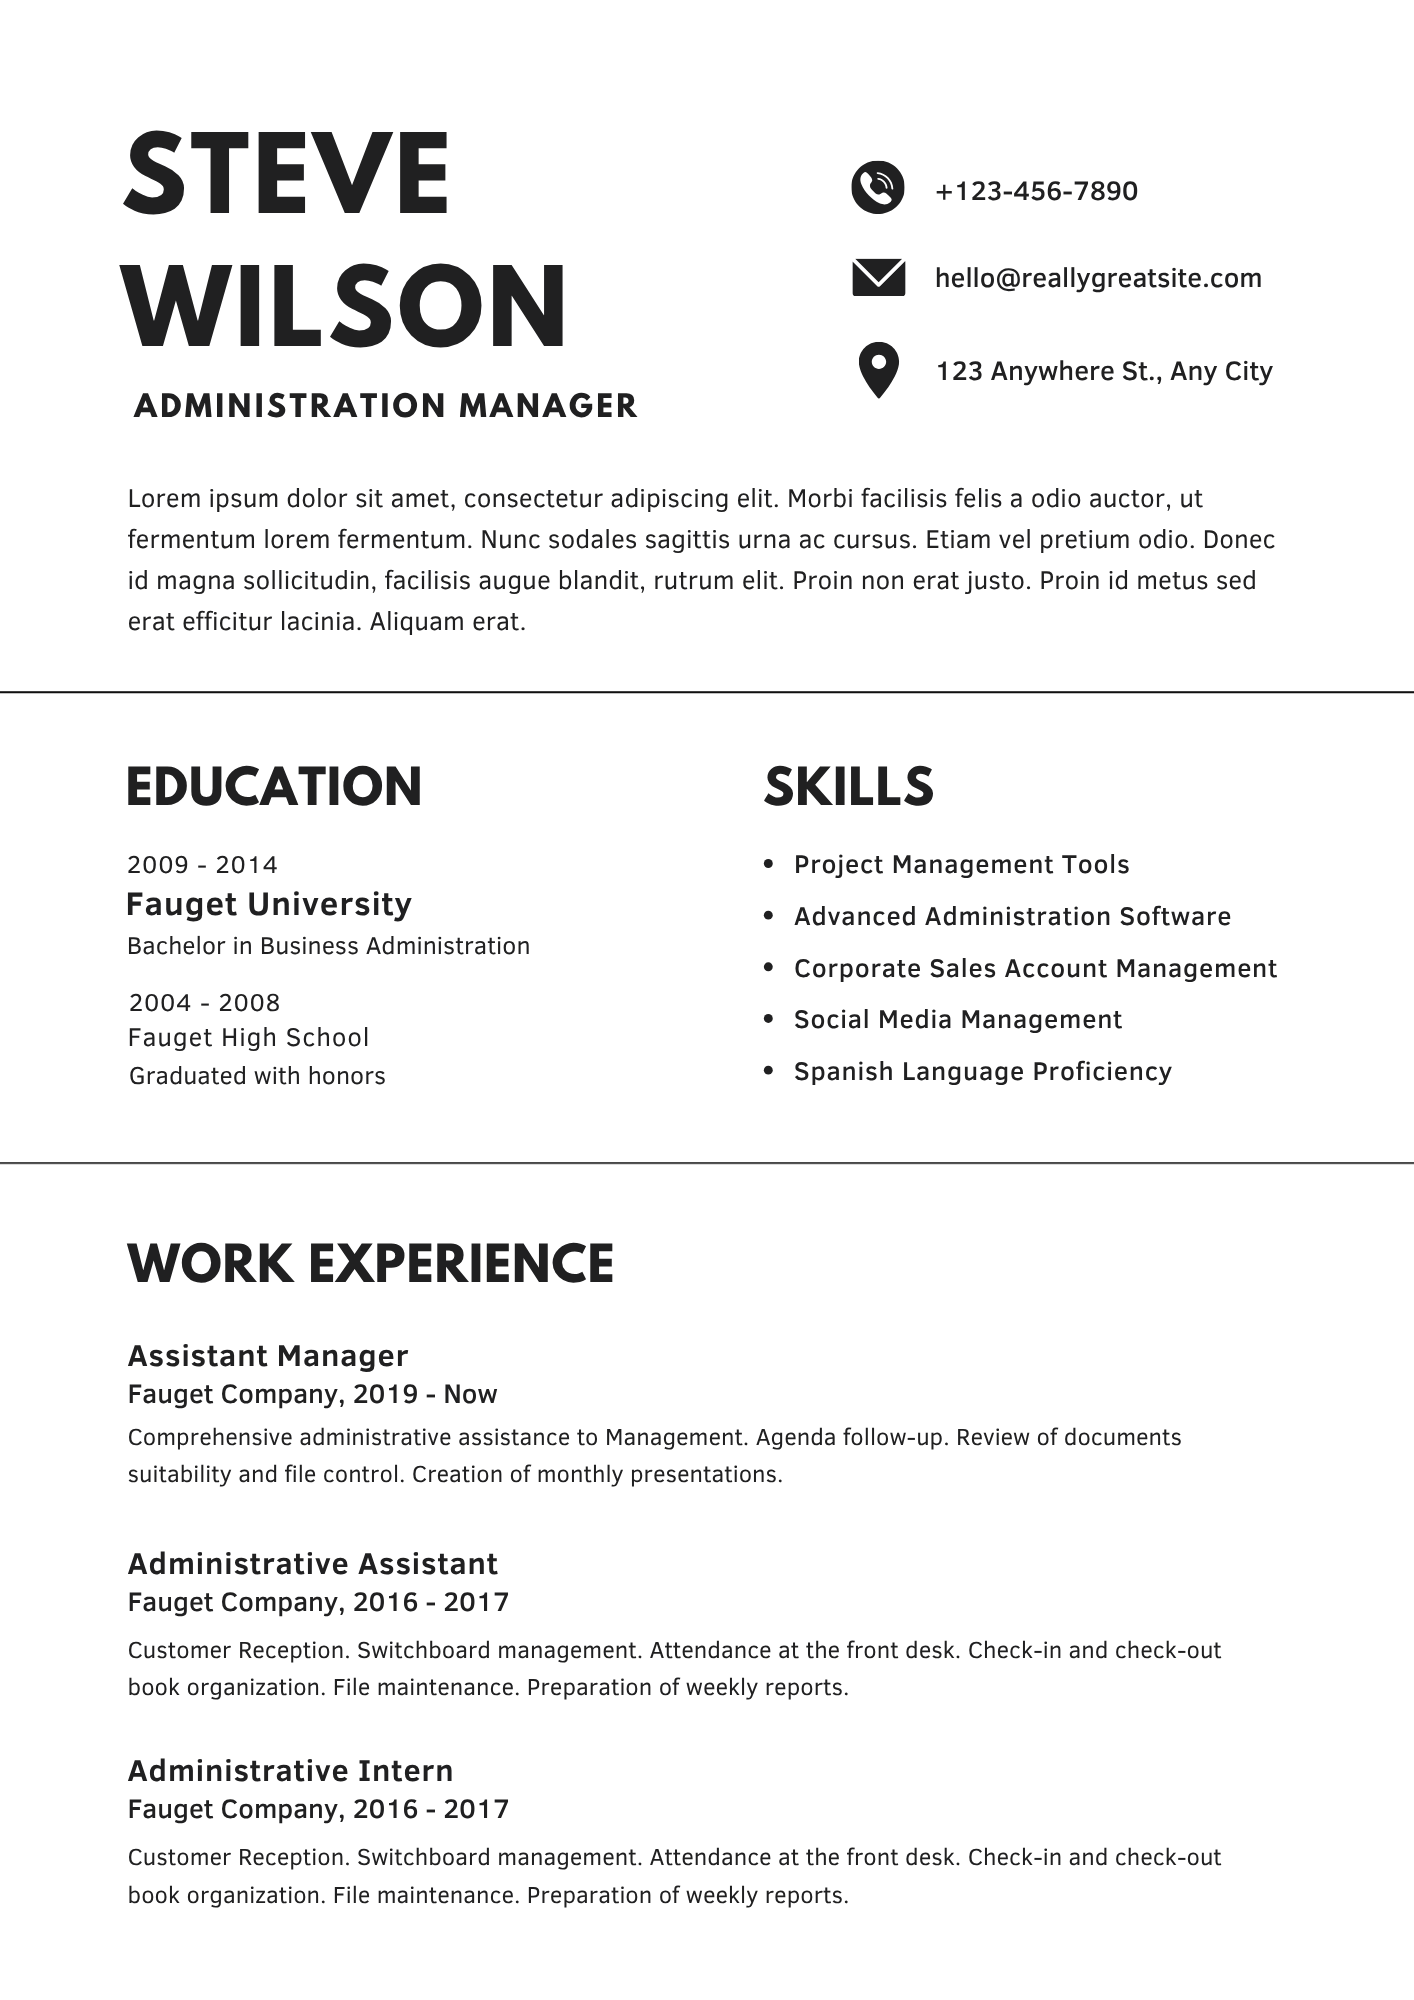 STEVE
WILSON
ADMINISTRATION MANAGER
+123-456-7890
hello@reallygreatsite.com
123 Anywhere St., Any City
Lorem ipsum dolor sit amet, consectetur adipiscing elit. Morbi facilisis felis a odio auctor, ut
fermentum lorem fermentum. Nunc sodales sagittis urna ac cursus. Etiam vel pretium odio. Donec
id magna sollicitudin, facilisis augue blandit, rutrum elit. Proin non erat justo. Proin id metus sed
erat efficitur lacinia. Aliquam erat.
EDUCATION
2009 - 2014
Fauget University
Bachelor in Business Administration
2004 - 2008
Fauget High School
Graduated with honors
SKILLS
• Project Management Tools
• Advanced Administration Software
• Corporate Sales Account Management
• Social Media Management
• Spanish Language Proficiency
WORK EXPERIENCE
Assistant Manager
Fauget Company, 2019 - Now
Comprehensive administrative assistance to Management. Agenda follow-up. Review of documents
suitability and file control. Creation of monthly presentations.
Administrative Assistant
Fauget Company, 2016 - 2017
Customer Reception. Switchboard management. Attendance at the front desk. Check-in and check-out
book organization. File maintenance. Preparation of weekly reports.
Administrative Intern
Fauget Company, 2016 - 2017
Customer Reception. Switchboard management. Attendance at the front desk. Check-in and check-out
book organization. File maintenance. Preparation of weekly reports.